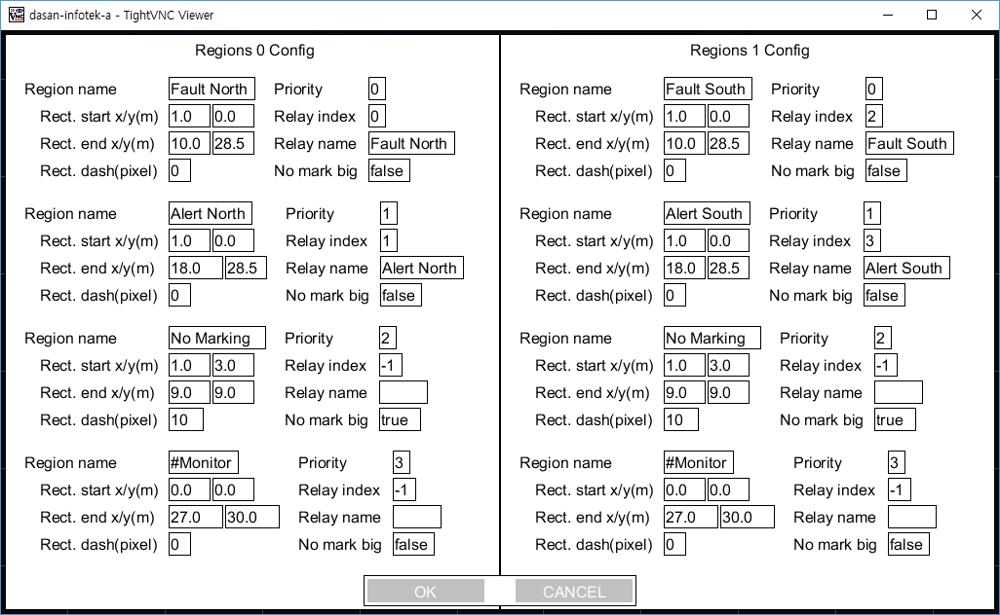 dasan-infotek-a - TightVNC Viewer
Regions 0 Config
Region name Fault North Priority 0
Rect. start x/y(m) 1.0 0.0 Relay index 0
Rect. end x/y(m) 10.0 28.5 Relay name Fault North
Rect. dash(pixel) 0 No mark big false
Region name Alert North Priority 1
Rect. start x/y(m) 1.0 0.0 Relay index 1
Rect. end x/y(m) 18.0 28.5 Relay name Alert North
Rect. dash(pixel) 0 No mark big false
Region name No Marking Priority 2
Rect. start x/y(m) 1.0 3.0 Relay index -1
Rect. end x/y(m) 9.0 9.0 Relay name
Rect. dash(pixel) 10 No mark big true
Region name #Monitor Priority 3
Rect. start x/y(m) 0.0 0.0 Relay index -1
Rect. end x/y(m) 27.0 30.0 Relay name
Rect. dash(pixel) 0 No mark big false
Regions 1 Config
Region name Fault South Priority 0
Rect. start x/y(m) 1.0 0.0 Relay index 2
Rect. end x/y(m) 10.0 28.5 Relay name Fault South
Rect. dash(pixel) 0 No mark big false
Region name Alert South Priority 1
Rect. start x/y(m) 1.0 0.0 Relay index 3
Rect. end x/y(m) 18.0 28.5 Relay name Alert South
Rect. dash(pixel) 0 No mark big false
Region name No Marking Priority 2
Rect. start x/y(m) 1.0 3.0 Relay index -1
Rect. end x/y(m) 9.0 9.0 Relay name
Rect. dash(pixel) 10 No mark big true
Region name #Monitor Priority 3
Rect. start x/y(m) 0.0 0.0 Relay index -1
Rect. end x/y(m) 27.0 30.0 Relay name
Rect. dash(pixel) 0 No mark big false
OK CANCEL